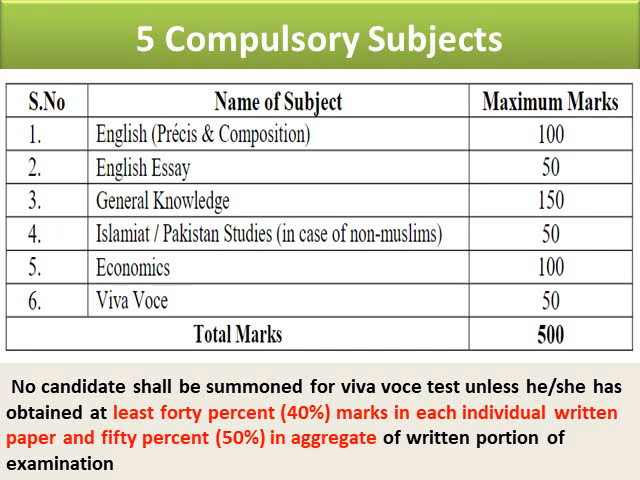 5 Compulsory Subjects
S.No Name of Subject Maximum Marks
1. English (Précis & Composition) 100
2. English Essay 50
3. General Knowledge 150
4. Islamiat / Pakistan Studies (in case of non-muslims) 50
5. Economics 100
6. Viva Voce 50
Total Marks 500
No candidate shall be summoned for viva voce test unless he/she has
obtained at least forty percent (40%) marks in each individual written
paper and fifty percent (50%) in aggregate of written portion of
examination